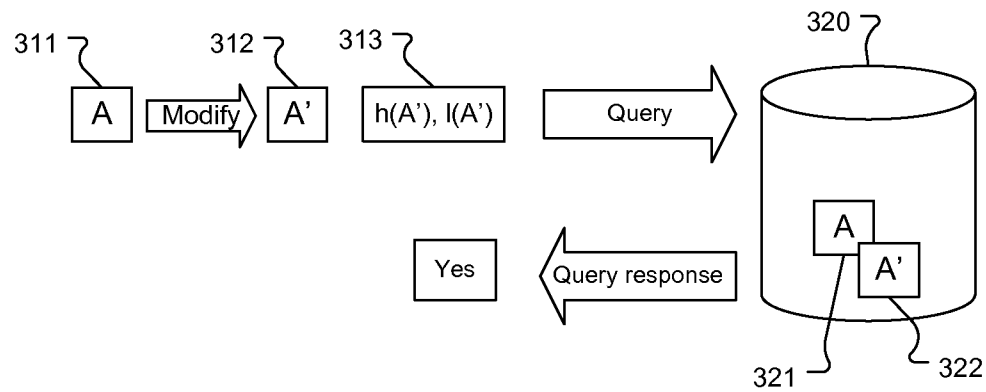 311
312
313
320
A
Modify
A'
h(A'), l(A')
Query
Yes
Query response
A
A'
321
322